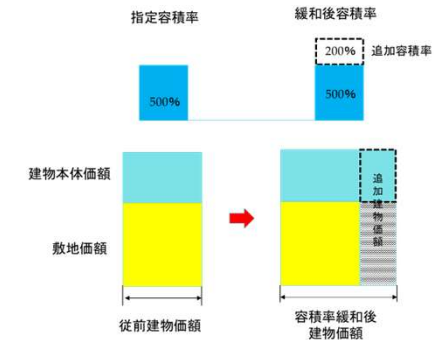 指定容積率
緩和後容積率
200%
追加容積率
500%
500%
建物本体価額
敷地価額
追加建物価額
従前建物価額
容積率緩和後
建物価額